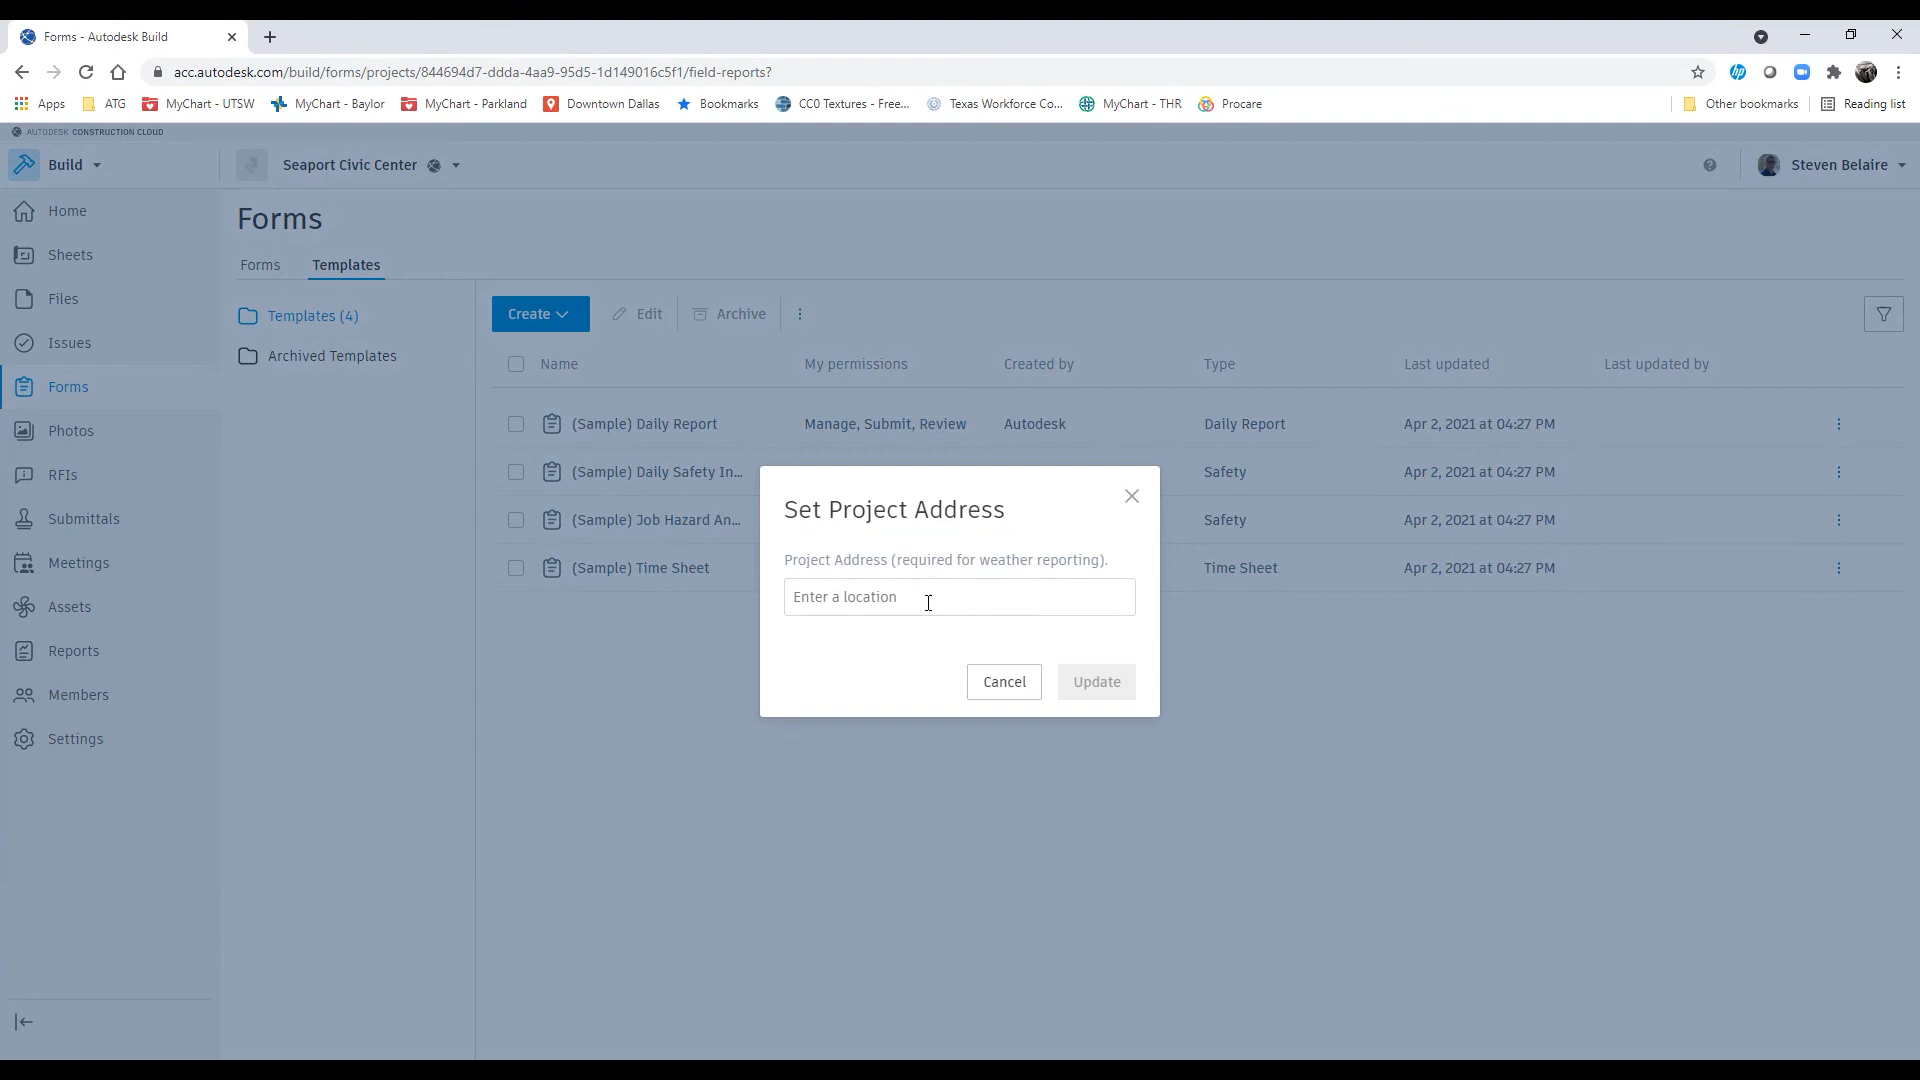 Forms - Autodesk Build
acc.autodesk.com/build/forms/projects/844694d7-ddda-4aa9-95d5-1d149016c5f1/field-reports?
Apps ATG MyChart - UTSW MyChart - Baylor MyChart - Parkland Downtown Dallas Bookmarks CC0 Textures - Free... Texas Workforce Co... MyChart - THR Procare Other bookmarks Reading list
AUTODESK CONSTRUCTION CLOUD
Build Seaport Civic Center Steven Belaire
Home
Sheets
Files
Issues
Forms
Photos
RFIs
Submittals
Meetings
Assets
Reports
Members
Settings
Forms
Forms Templates
Templates (4)
Archived Templates
Create Edit Archive
Name My permissions Created by Type Last updated Last updated by
(Sample) Daily Report Manage, Submit, Review Autodesk Daily Report Apr 2, 2021 at 04:27 PM
(Sample) Daily Safety In... Safety Apr 2, 2021 at 04:27 PM
(Sample) Job Hazard An... Safety Apr 2, 2021 at 04:27 PM
(Sample) Time Sheet Time Sheet Apr 2, 2021 at 04:27 PM
Set Project Address
Project Address (required for weather reporting).
Enter a location
Cancel Update